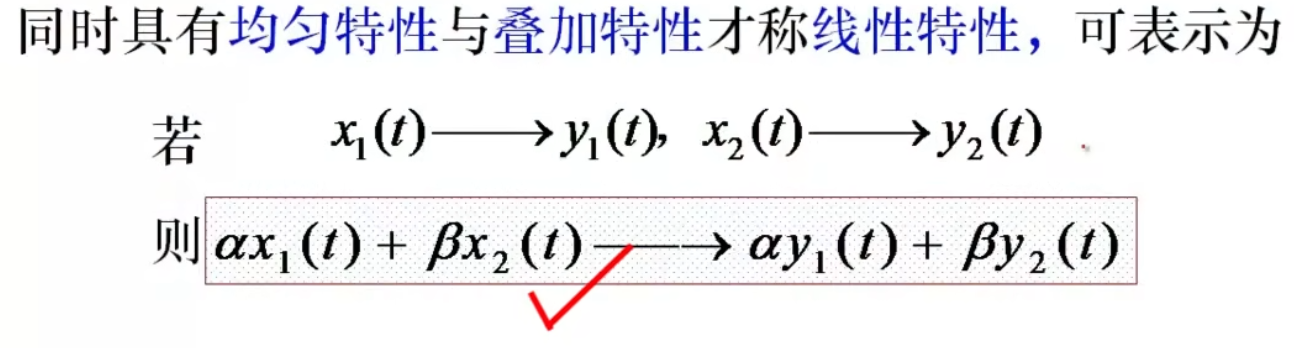 同时具有均匀特性与叠加特性才称线性特性，可表示为
若 x₁(t)⟶y₁(t), x₂(t)⟶y₂(t)
则 αx₁(t) + βx₂(t)⟶αy₁(t) + βy₂(t)